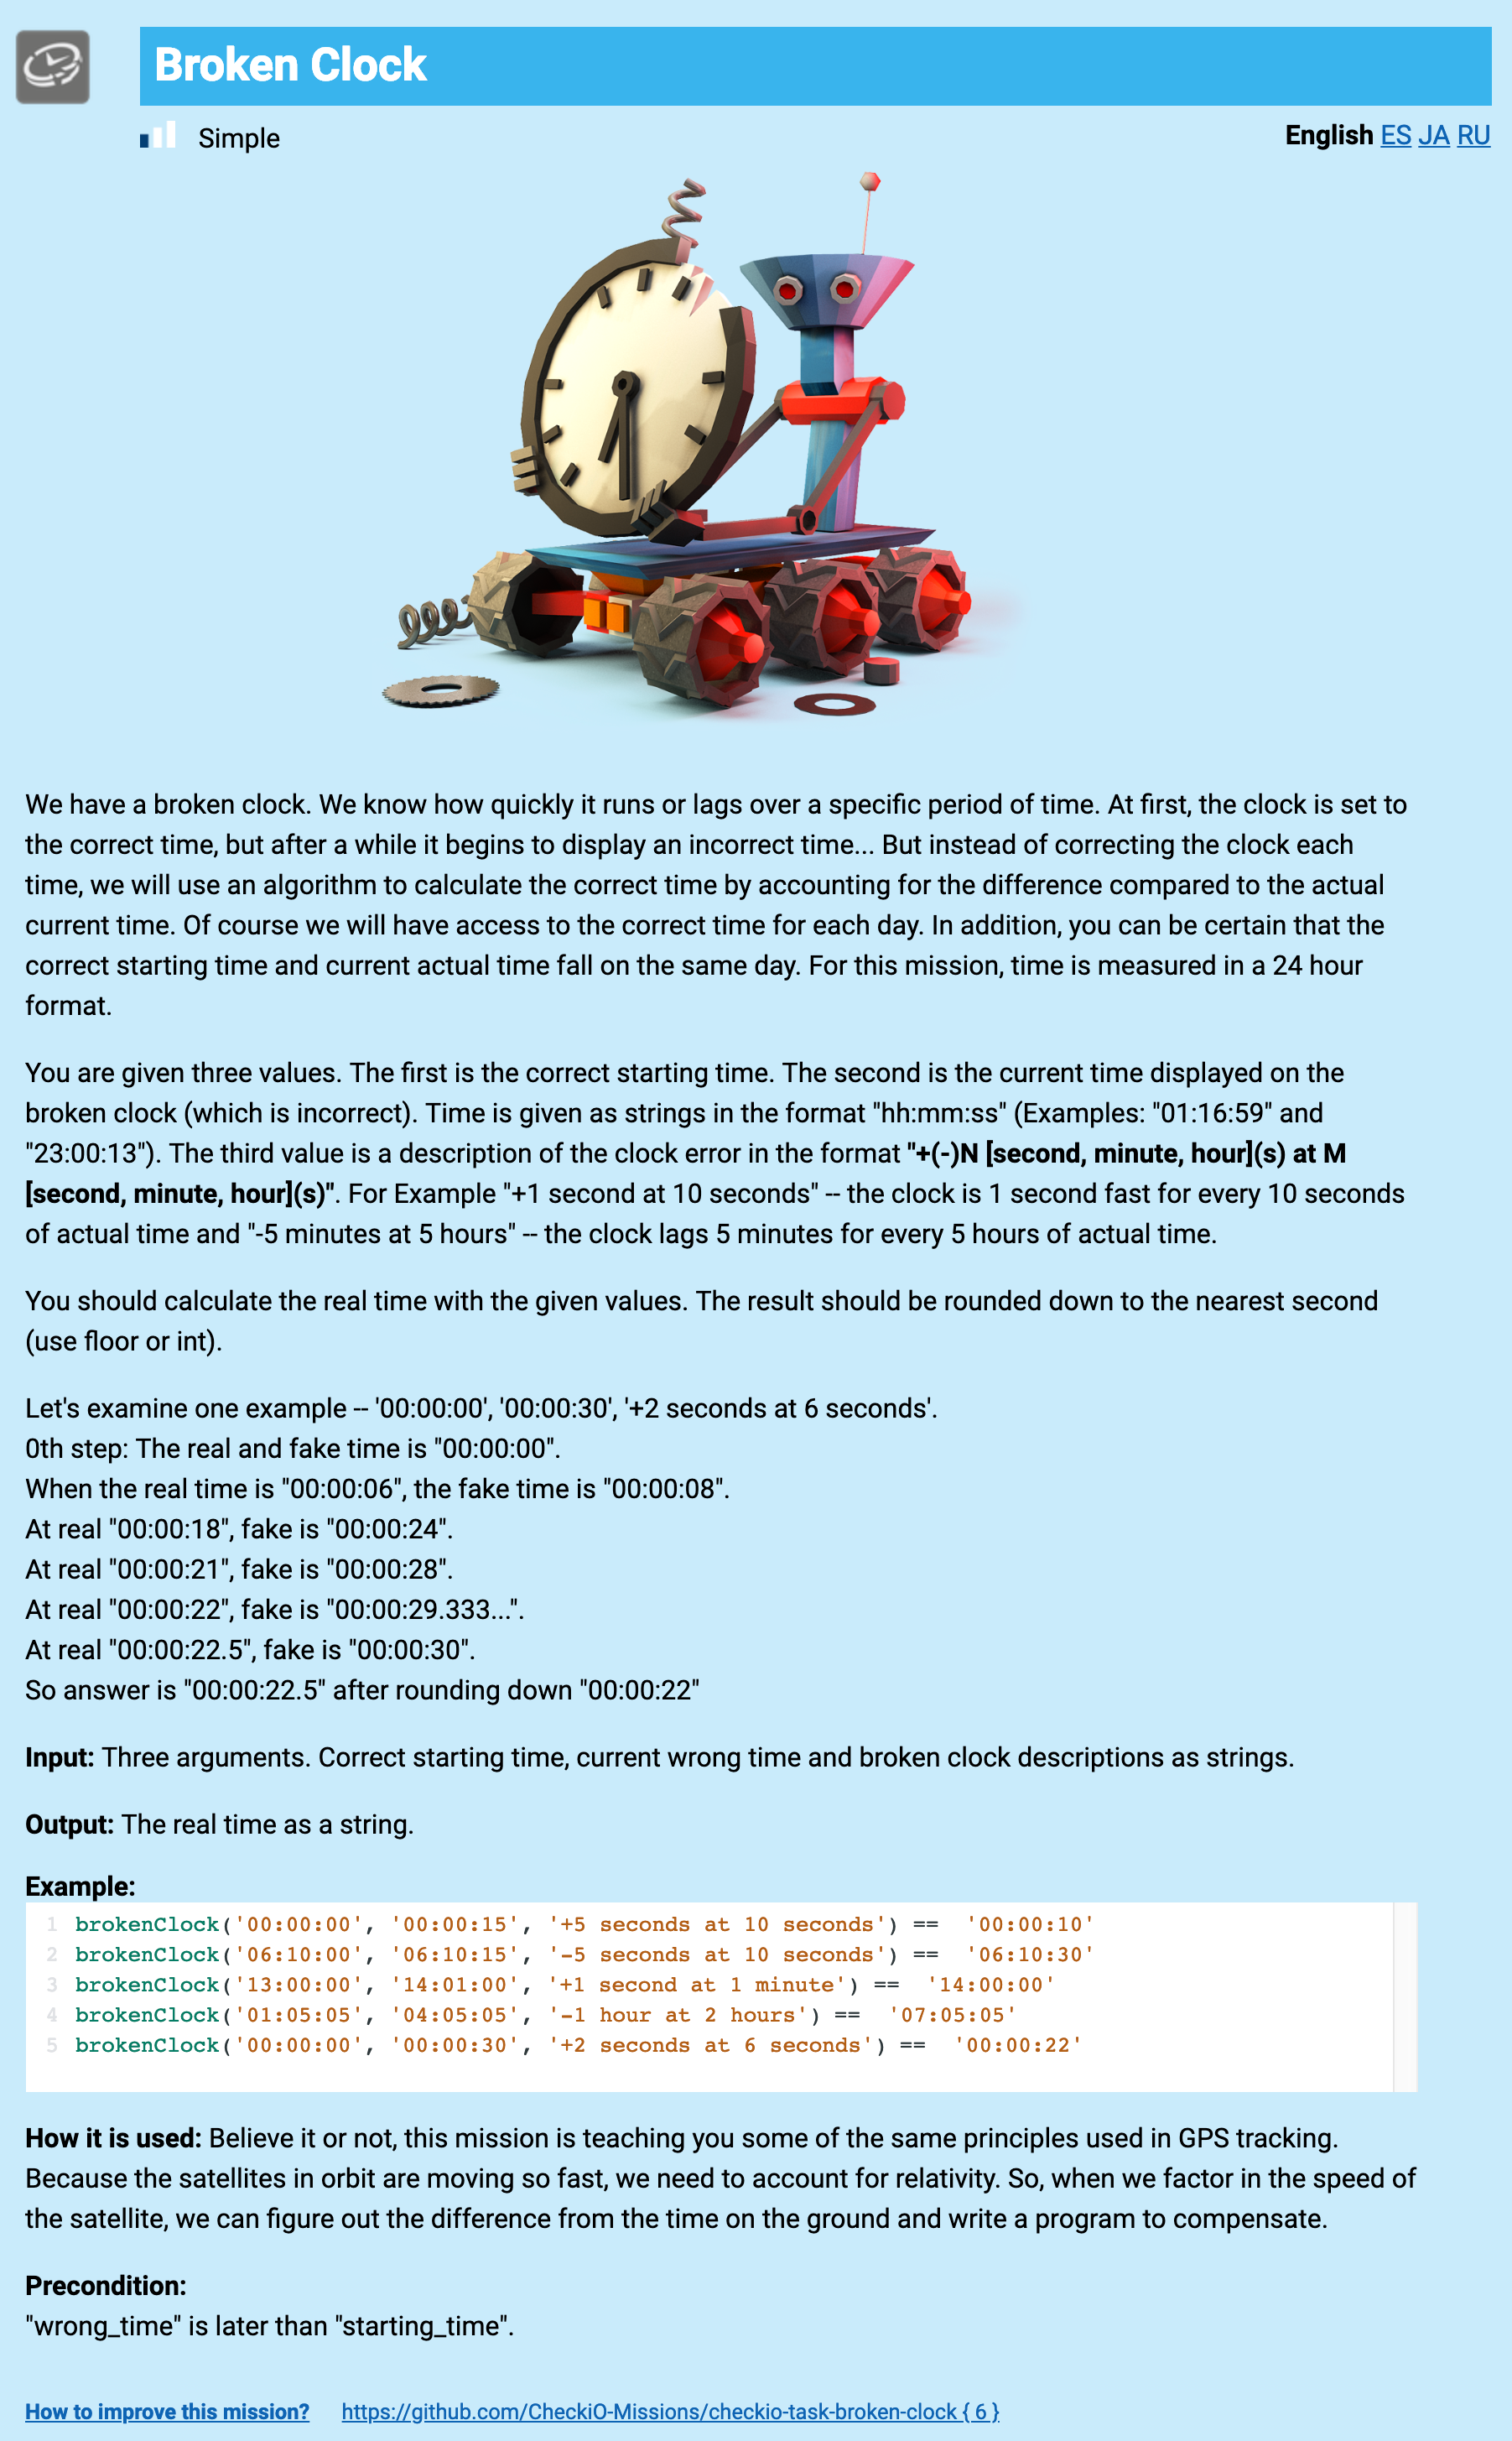 Broken Clock
Simple
English ES JA RU
We have a broken clock. We know how quickly it runs or lags over a specific period of time. At first, the clock is set to
the correct time, but after a while it begins to display an incorrect time... But instead of correcting the clock each
time, we will use an algorithm to calculate the correct time by accounting for the difference compared to the actual
current time. Of course we will have access to the correct time for each day. In addition, you can be certain that the
correct starting time and current actual time fall on the same day. For this mission, time is measured in a 24 hour
format.
You are given three values. The first is the correct starting time. The second is the current time displayed on the
broken clock (which is incorrect). Time is given as strings in the format "hh:mm:ss" (Examples: "01:16:59" and
"23:00:13"). The third value is a description of the clock error in the format "+(-)N [second, minute, hour](s) at M
[second, minute, hour](s)". For Example "+1 second at 10 seconds" -- the clock is 1 second fast for every 10 seconds
of actual time and "-5 minutes at 5 hours" -- the clock lags 5 minutes for every 5 hours of actual time.
You should calculate the real time with the given values. The result should be rounded down to the nearest second
(use floor or int).
Let's examine one example -- '00:00:00', '00:00:30', '+2 seconds at 6 seconds'.
0th step: The real and fake time is "00:00:00".
When the real time is "00:00:06", the fake time is "00:00:08".
At real "00:00:18", fake is "00:00:24".
At real "00:00:21", fake is "00:00:28".
At real "00:00:22", fake is "00:00:29.333...".
At real "00:00:22.5", fake is "00:00:30".
So answer is "00:00:22.5" after rounding down "00:00:22"
Input: Three arguments. Correct starting time, current wrong time and broken clock descriptions as strings.
Output: The real time as a string.
Example:
1 brokenClock('00:00:00', '00:00:15', '+5 seconds at 10 seconds') == '00:00:10'
2 brokenClock('06:10:00', '06:10:15', '-5 seconds at 10 seconds') == '06:10:30'
3 brokenClock('13:00:00', '14:01:00', '+1 second at 1 minute') == '14:00:00'
4 brokenClock('01:05:05', '04:05:05', '-1 hour at 2 hours') == '07:05:05'
5 brokenClock('00:00:00', '00:00:30', '+2 seconds at 6 seconds') == '00:00:22'
How it is used: Believe it or not, this mission is teaching you some of the same principles used in GPS tracking.
Because the satellites in orbit are moving so fast, we need to account for relativity. So, when we factor in the speed of
the satellite, we can figure out the difference from the time on the ground and write a program to compensate.
Precondition:
"wrong_time" is later than "starting_time".
How to improve this mission? https://github.com/CheckiO-Missions/checkio-task-broken-clock { 6 }